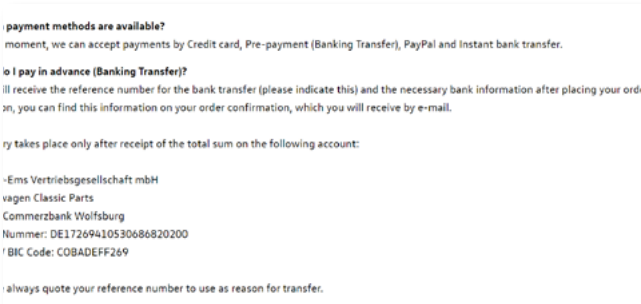 payment methods are available?
moment, we can accept payments by Credit card, Pre-payment (Banking Transfer), PayPal and Instant bank transfer.
o I pay in advance (Banking Transfer)?
ill receive the reference number for the bank transfer (please indicate this) and the necessary bank information after placing your orde
on, you can find this information on your order confirmation, which you will receive by e-mail.
ry takes place only after receipt of the total sum on the following account:
-Ems Vertriebsgesellschaft mbH
wagen Classic Parts
Commerzbank Wolfsburg
Nummer: DE17269410530686820200
/ BIC Code: COBADEFF269
always quote your reference number to use as reason for transfer.